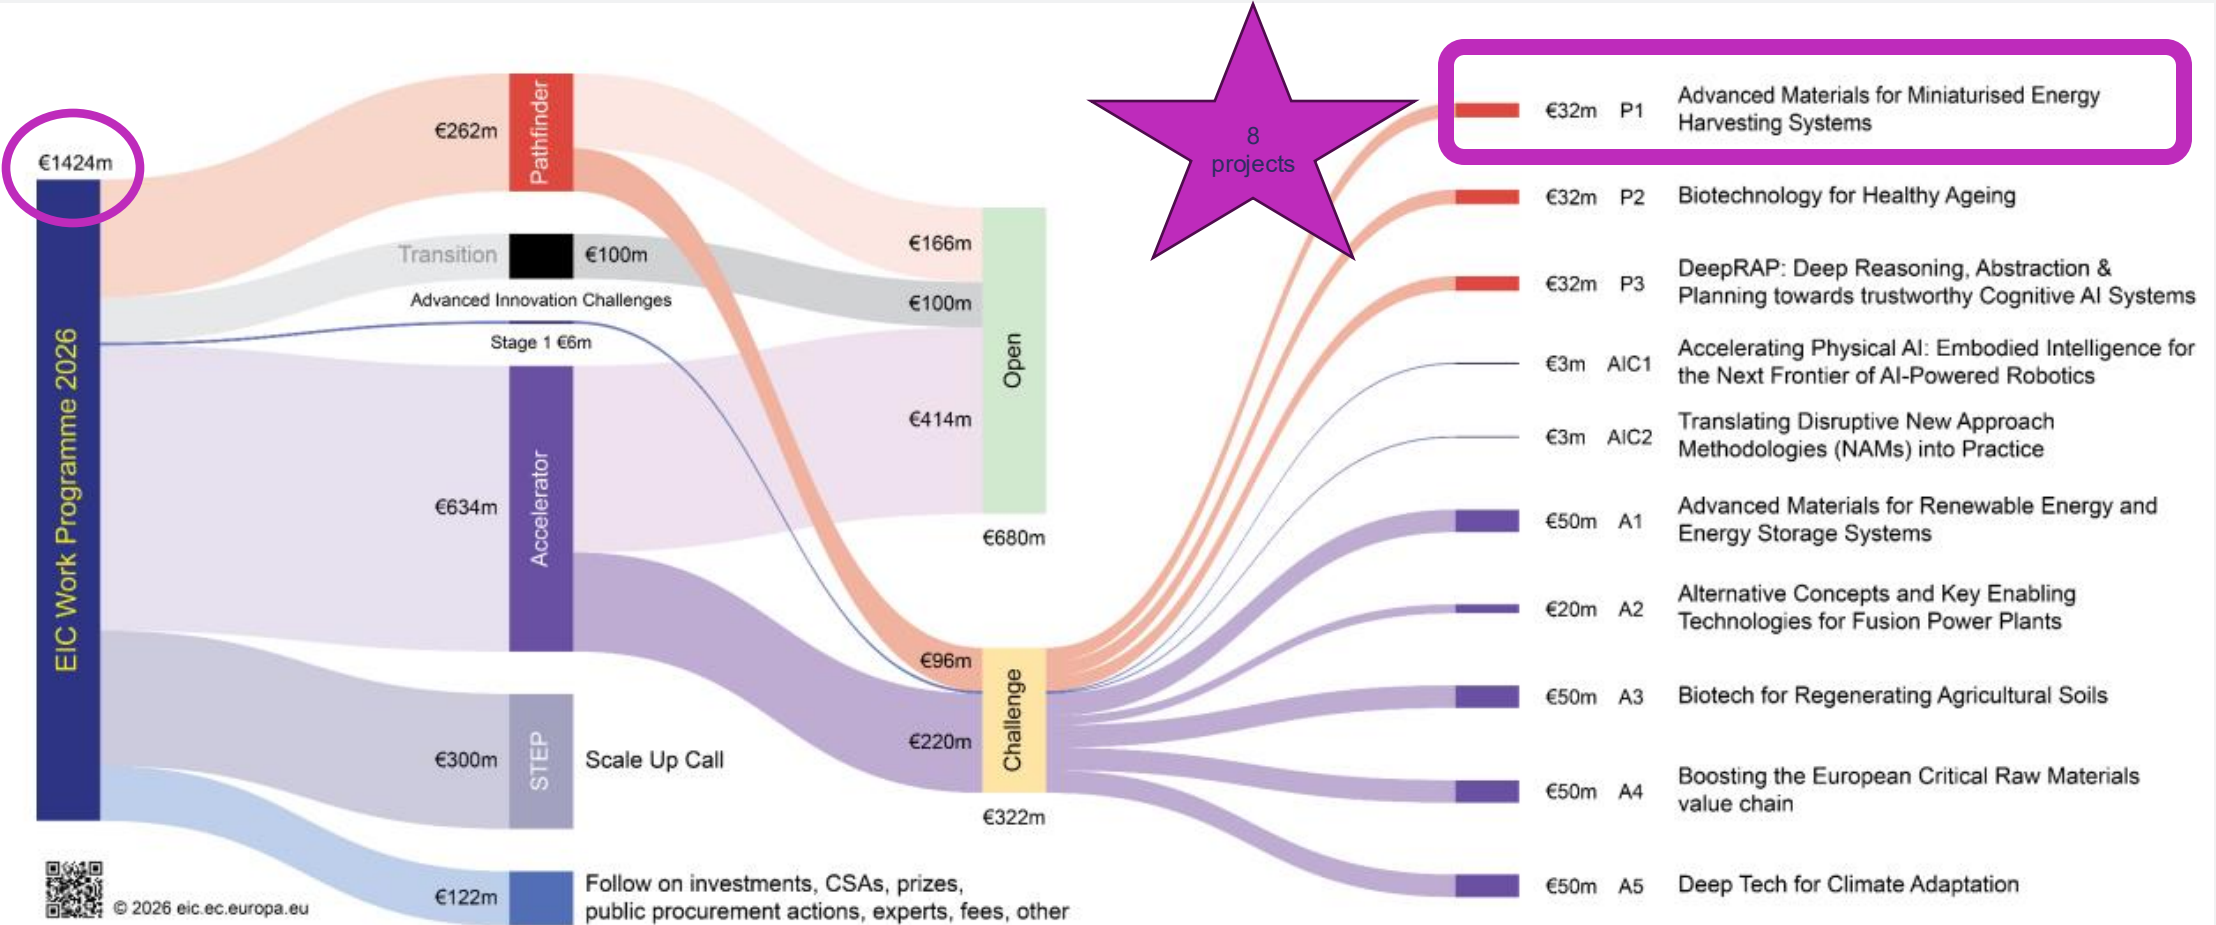 €1424m
EIC Work Programme 2026
€262m
Pathfinder
Transition
€100m
Advanced Innovation Challenges
Stage 1 €6m
€634m
Accelerator
€300m
STEP
Scale Up Call
€122m
Follow on investments, CSAs, prizes,
public procurement actions, experts, fees, other
© 2026 eic.ec.europa.eu
€166m
€100m
€414m
Open
€680m
€96m
€220m
Challenge
€322m
8
projects
€32m P1 Advanced Materials for Miniaturised Energy
Harvesting Systems
€32m P2 Biotechnology for Healthy Ageing
€32m P3 DeepRAP: Deep Reasoning, Abstraction &
Planning towards trustworthy Cognitive AI Systems
€3m AIC1 Accelerating Physical AI: Embodied Intelligence for
the Next Frontier of AI-Powered Robotics
€3m AIC2 Translating Disruptive New Approach
Methodologies (NAMs) into Practice
€50m A1 Advanced Materials for Renewable Energy and
Energy Storage Systems
€20m A2 Alternative Concepts and Key Enabling
Technologies for Fusion Power Plants
€50m A3 Biotech for Regenerating Agricultural Soils
€50m A4 Boosting the European Critical Raw Materials
value chain
€50m A5 Deep Tech for Climate Adaptation